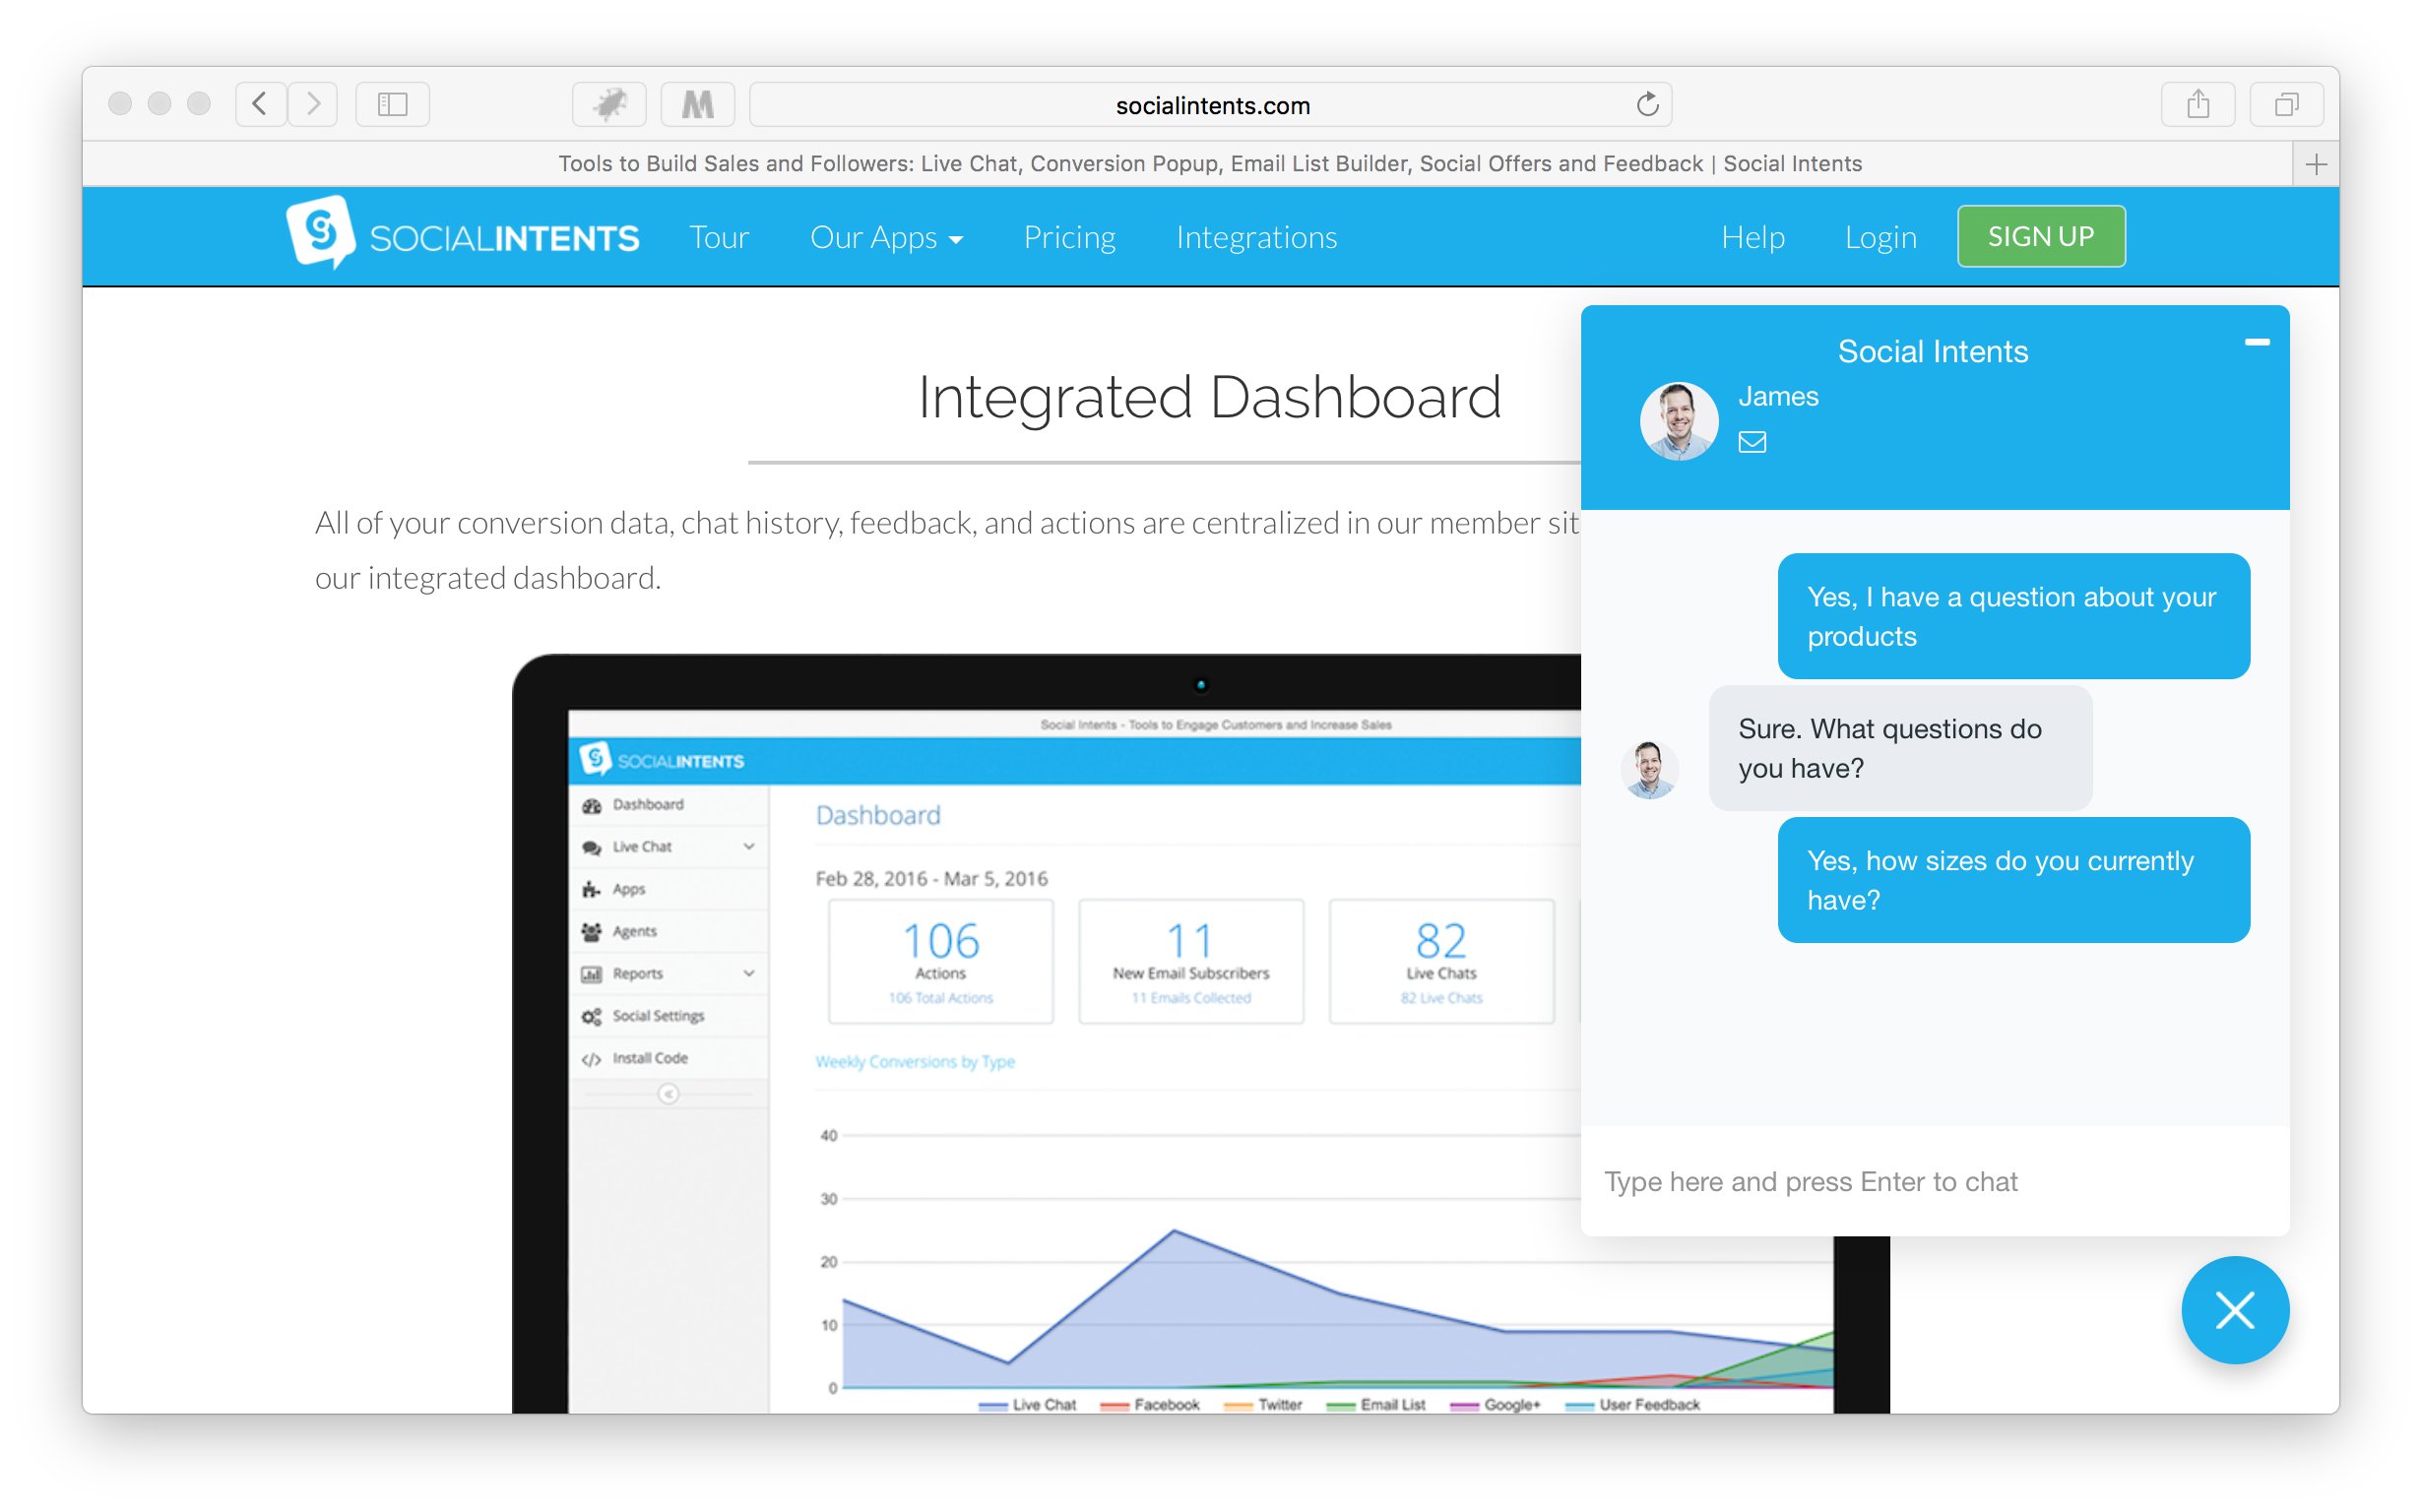 socialintents.com
Tools to Build Sales and Followers: Live Chat, Conversion Popup, Email List Builder, Social Offers and Feedback | Social Intents
SOCIALINTENTS
Tour
Our Apps
Pricing
Integrations
Help
Login
SIGN UP
Integrated Dashboard
All of your conversion data, chat history, feedback, and actions are centralized in our member sit
our integrated dashboard.
Social Intents - Tools to Engage Customers and Increase Sales
SOCIALINTENTS
Dashboard
Live Chat
Apps
Agents
Reports
Social Settings
Install Code
Dashboard
Feb 28, 2016 - Mar 5, 2016
106
Actions
106 Total Actions
11
New Email Subscribers
11 Emails Collected
82
Live Chats
82 Live Chats
Weekly Conversions by Type
40
30
20
10
0
Live Chat
Facebook
Twitter
Email List
Google+
User Feedback
Social Intents
James
Yes, I have a question about your
products
Sure. What questions do
you have?
Yes, how sizes do you currently
have?
Type here and press Enter to chat